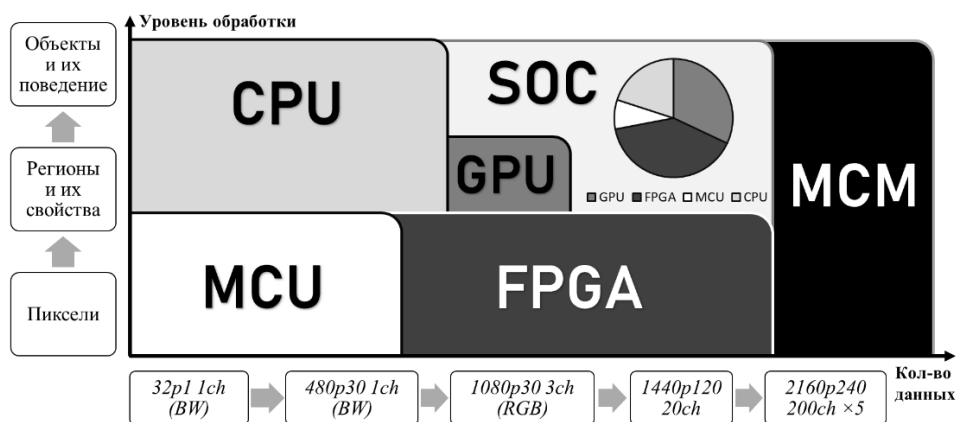 Уровень обработки
Объекты
и их
поведение
Регионы
и их
свойства
Пиксели
CPU
SOC
GPU
MCM
GPU FPGA MCU CPU
MCU
FPGA
32p1 1ch
(BW)
480p30 1ch
(BW)
1080p30 3ch
(RGB)
1440p120
20ch
2160p240
200ch ×5
Кол-во
данных